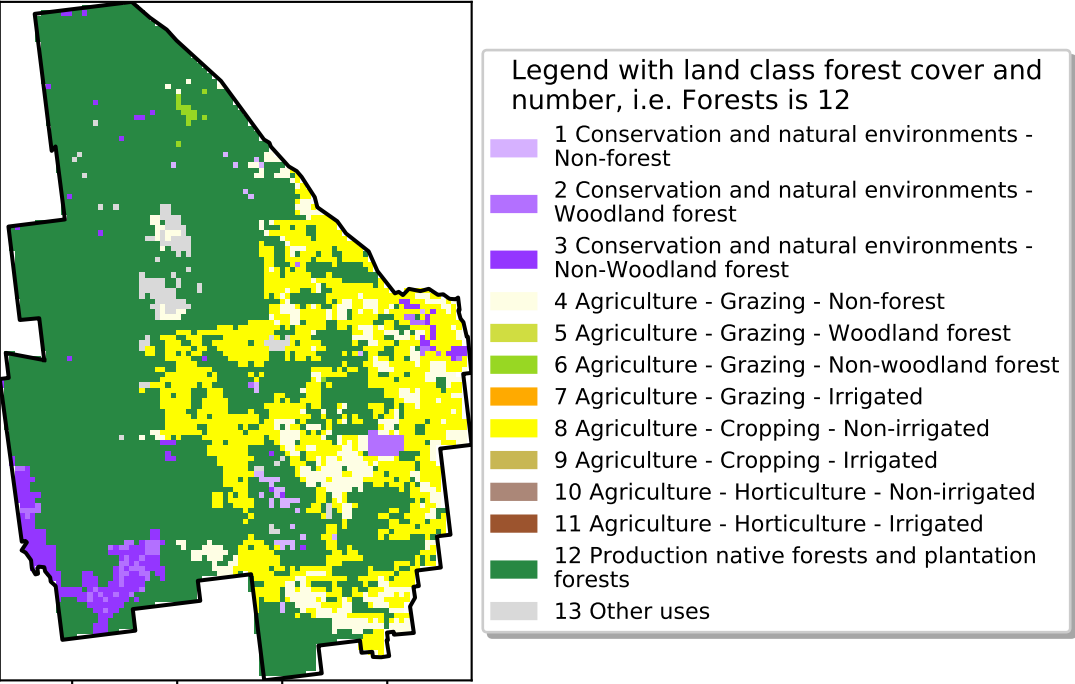 Legend with land class forest cover and
number, i.e. Forests is 12
1 Conservation and natural environments -
Non-forest
2 Conservation and natural environments -
Woodland forest
3 Conservation and natural environments -
Non-Woodland forest
4 Agriculture - Grazing - Non-forest
5 Agriculture - Grazing - Woodland forest
6 Agriculture - Grazing - Non-woodland forest
7 Agriculture - Grazing - Irrigated
8 Agriculture - Cropping - Non-irrigated
9 Agriculture - Cropping - Irrigated
10 Agriculture - Horticulture - Non-irrigated
11 Agriculture - Horticulture - Irrigated
12 Production native forests and plantation
forests
13 Other uses